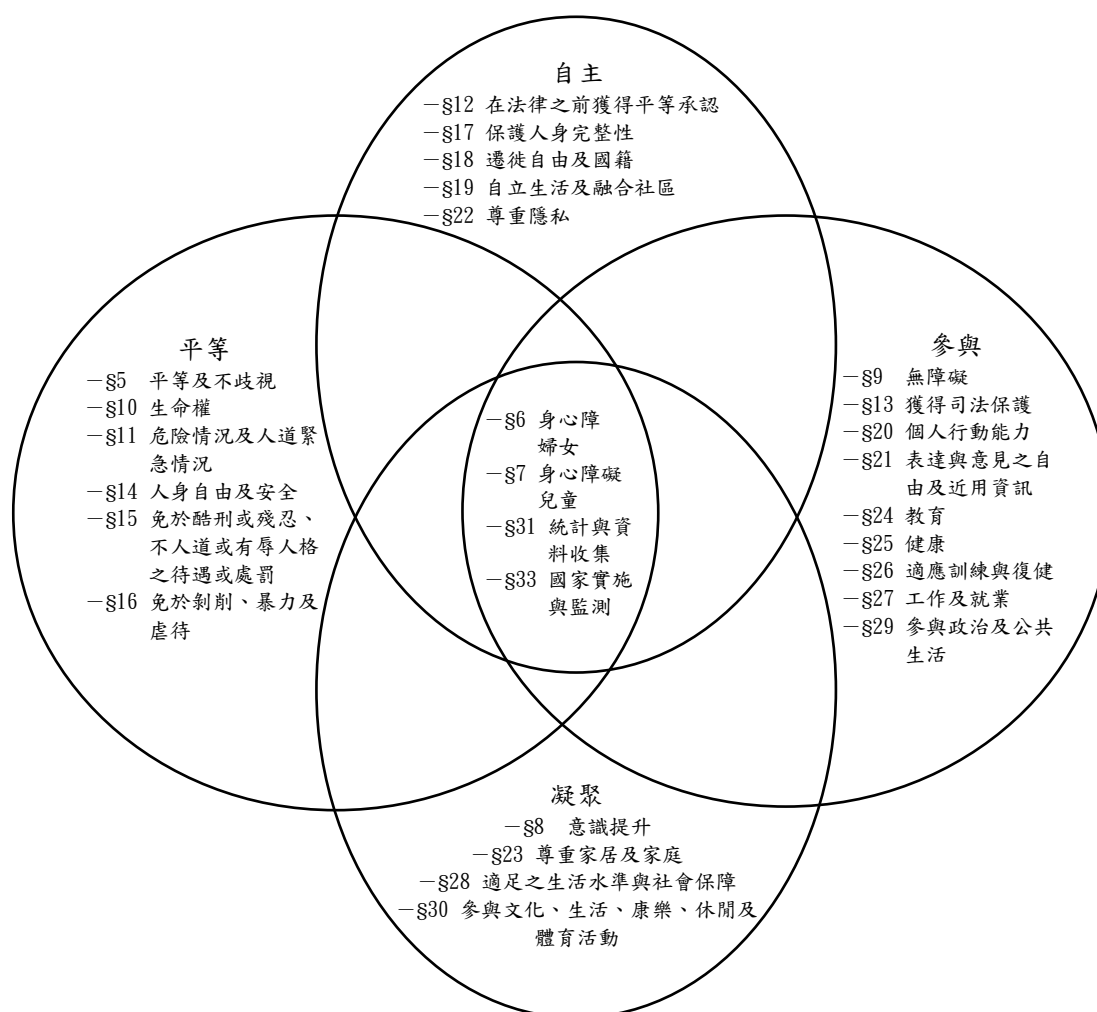 自主
－§12 在法律之前獲得平等承認
－§17 保護人身完整性
－§18 遷徙自由及國籍
－§19 自立生活及融合社區
－§22 尊重隱私
平等
－§5 平等及不歧視
－§10 生命權
－§11 危險情況及人道緊
急情況
－§14 人身自由及安全
－§15 免於酷刑或殘忍、
不人道或有辱人格
之待遇或處罰
－§16 免於剝削、暴力及
虐待
－§6 身心障
婦女
－§7 身心障礙
兒童
－§31 統計與資
料收集
－§33 國家實施
與監測
參與
－§9 無障礙
－§13 獲得司法保護
－§20 個人行動能力
－§21 表達與意見之自
由及近用資訊
－§24 教育
－§25 健康
－§26 適應訓練與復健
－§27 工作及就業
－§29 參與政治及公共
生活
凝聚
－§8 意識提升
－§23 尊重家居及家庭
－§28 適足之生活水準與社會保障
－§30 參與文化、生活、康樂、休閒及
體育活動